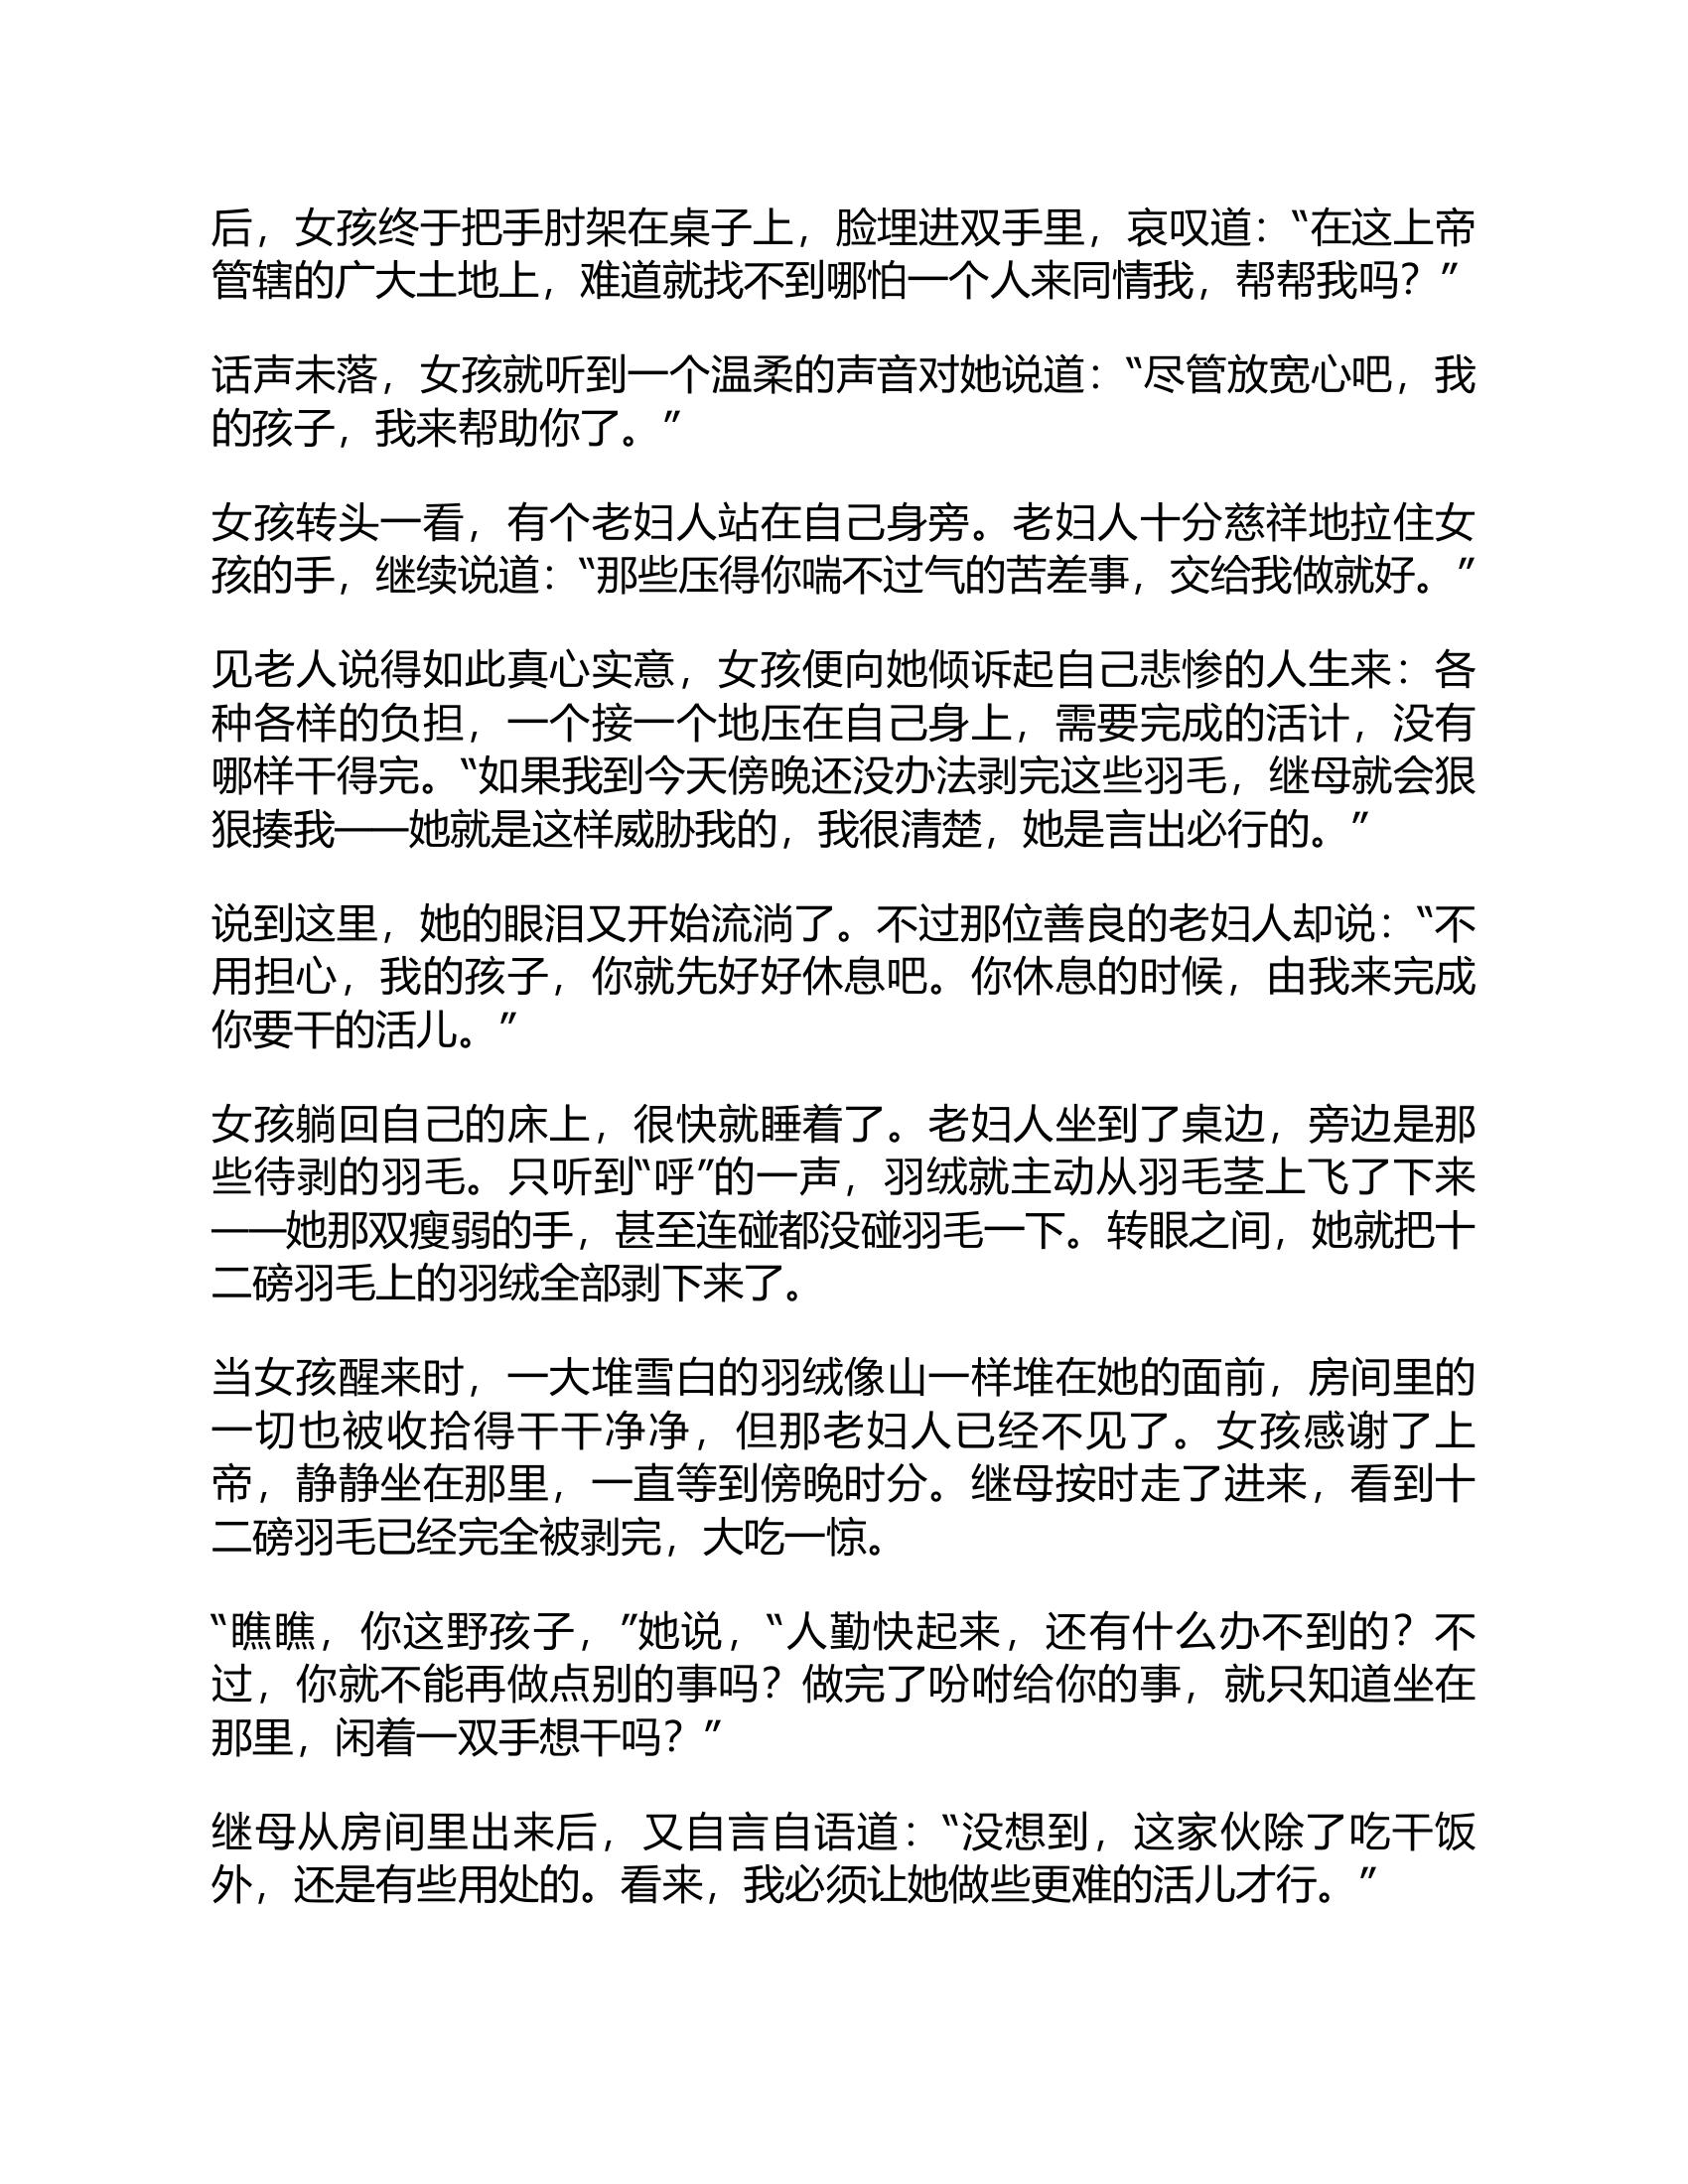 后，女孩终于把手肘架在桌子上，脸埋进双手里，哀叹道：“在这上帝
管辖的广大土地上，难道就找不到哪怕一个人来同情我，帮帮我吗？”
话声未落，女孩就听到一个温柔的声音对她说道：“尽管放宽心吧，我
的孩子，我来帮助你了。”
女孩转头一看，有个老妇人站在自己身旁。老妇人十分慈祥地拉住女
孩的手，继续说道：“那些压得你喘不过气的苦差事，交给我做就好。”
见老人说得如此真心实意，女孩便向她倾诉起自己悲惨的人生来：各
种各样的负担，一个接一个地压在自己身上，需要完成的活计，没有
哪样干得完。“如果我到今天傍晚还没办法剥完这些羽毛，继母就会狠
狠揍我——她就是这样威胁我的，我很清楚，她是言出必行的。”
说到这里，她的眼泪又开始流淌了。不过那位善良的老妇人却说：“不
用担心，我的孩子，你就先好好休息吧。你休息的时候，由我来完成
你要干的活儿。”
女孩躺回自己的床上，很快就睡着了。老妇人坐到了桌边，旁边是那
些待剥的羽毛。只听到“呼”的一声，羽绒就主动从羽毛茎上飞了下来
——她那双瘦弱的手，甚至连碰都没碰羽毛一下。转眼之间，她就把十
二磅羽毛上的羽绒全部剥下来了。
当女孩醒来时，一大堆雪白的羽绒像山一样堆在她的面前，房间里的
一切也被收拾得干干净净，但那老妇人已经不见了。女孩感谢了上
帝，静静坐在那里，一直等到傍晚时分。继母按时走了进来，看到十
二磅羽毛已经完全被剥完，大吃一惊。
“瞧瞧，你这野孩子，”她说，“人勤快起来，还有什么办不到的？不
过，你就不能再做点别的事吗？做完了吩咐给你的事，就只知道坐在
那里，闲着一双手想干吗？”
继母从房间里出来后，又自言自语道：“没想到，这家伙除了吃干饭
外，还是有些用处的。看来，我必须让她做些更难的活儿才行。”